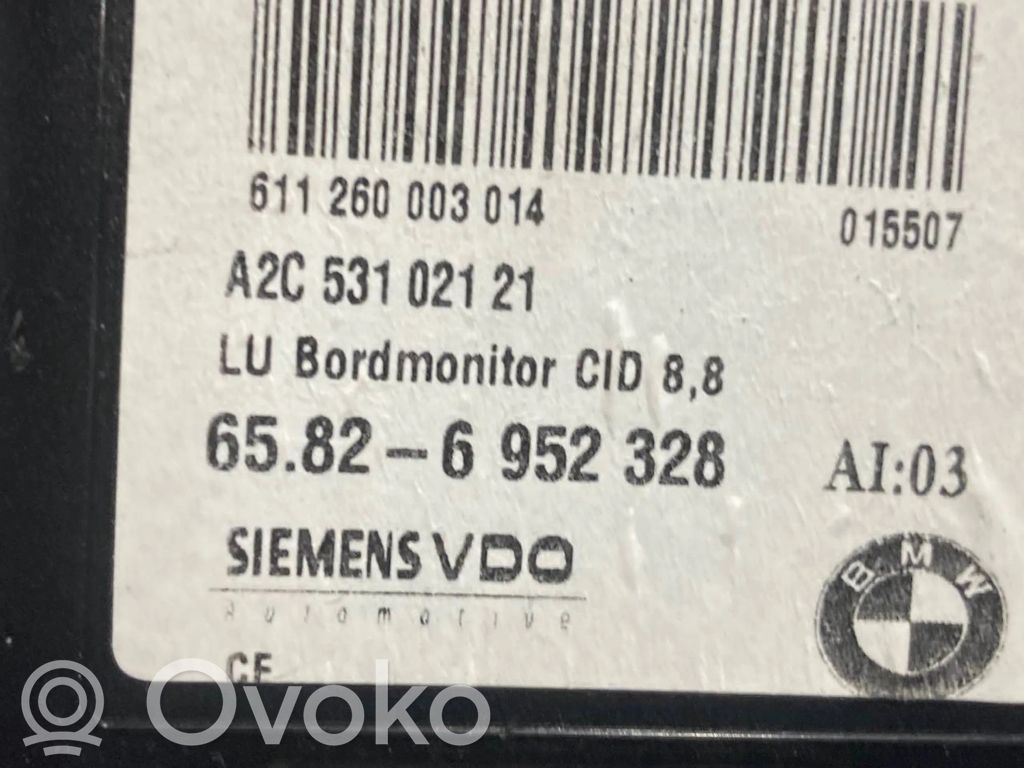 611 260 003 014
015507
A2C 531 021 21
LU Bordmonitor CID 8,8
65.82-6 952 328
AI:03
SIEMENS VDO
Automotive
BMW
CE
Ovoko